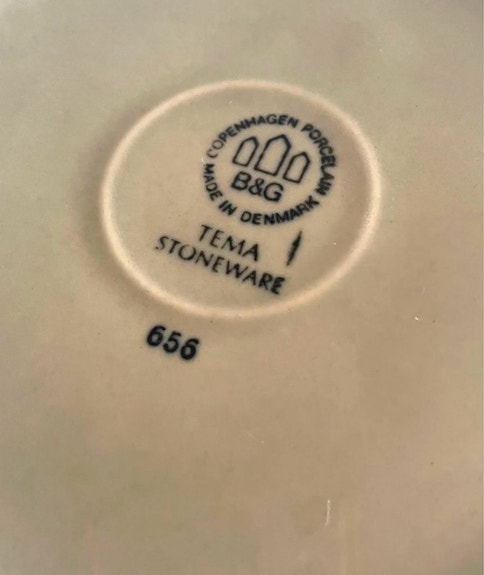 COPENHAGEN PORCELAIN
B&G
MADE IN DENMARK
TEMA
STONEWARE
656